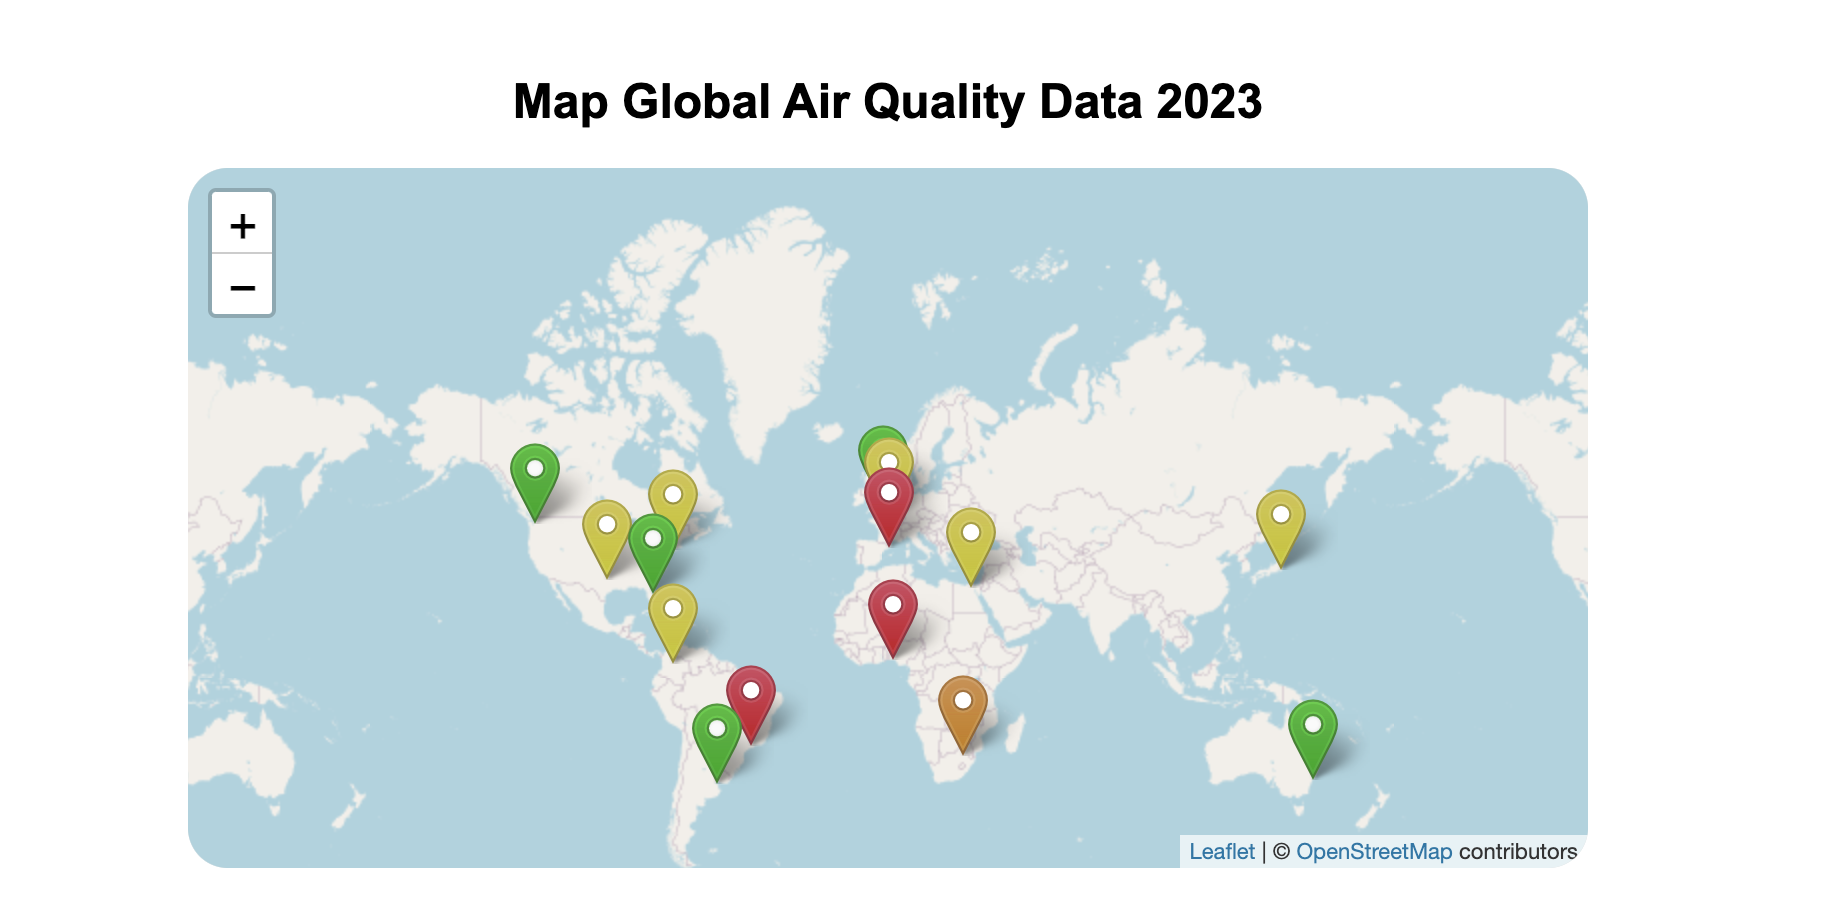 Map Global Air Quality Data 2023
+
−
Leaflet | © OpenStreetMap contributors